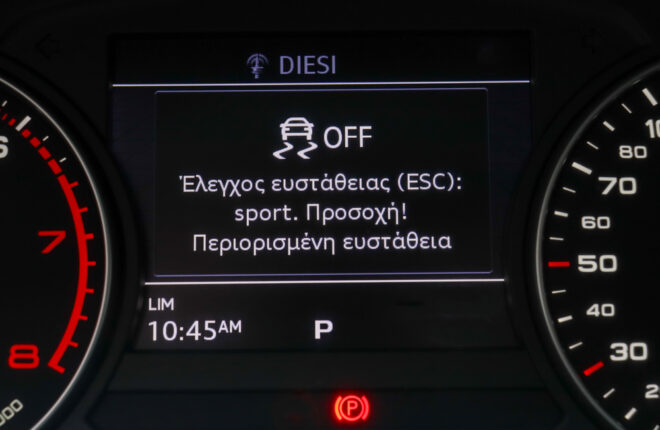 DIESI
OFF
Έλεγχος ευστάθειας (ESC):
sport. Προσοχή!
Περιορισμένη ευστάθεια
LIM
10:45AM
P
(P)
6
7
8
80
70
60
50
40
30